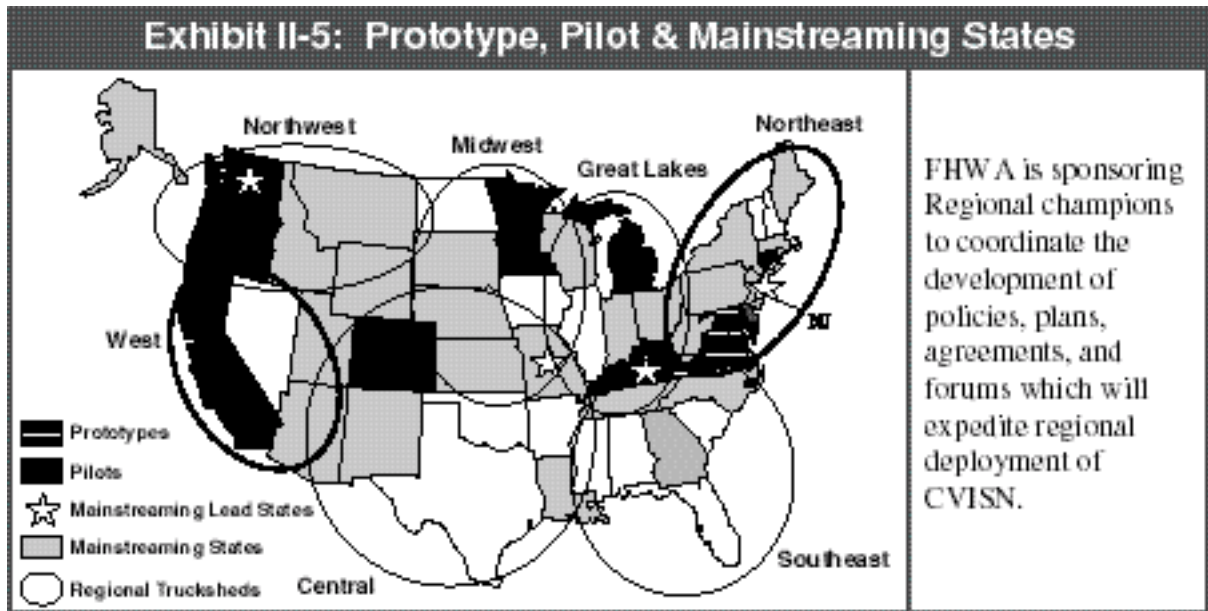 Exhibit II-5: Prototype, Pilot & Mainstreaming States
Northwest
Midwest
Great Lakes
Northeast
West
NJ
Prototypes
Pilots
Mainstreaming Lead States
Mainstreaming States
Regional Trucksheds
Central
Southeast
FHWA is sponsoring
Regional champions
to coordinate the
development of
policies, plans,
agreements, and
forums which will
expedite regional
deployment of
CVISN.